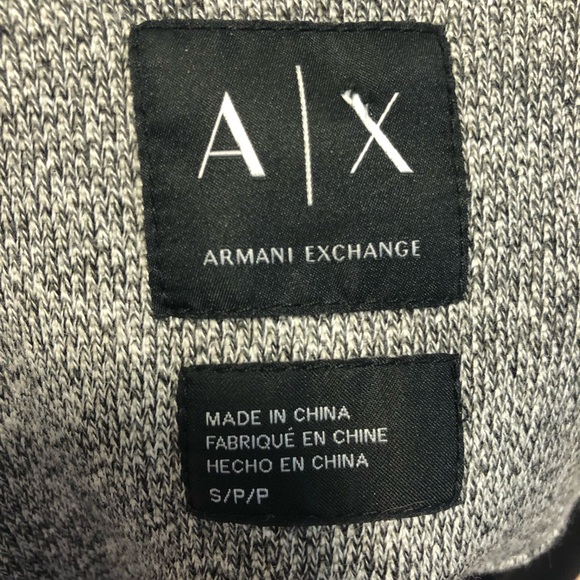 A|X
ARMANI EXCHANGE
MADE IN CHINA
FABRIQUÉ EN CHINE
HECHO EN CHINA
S/P/P